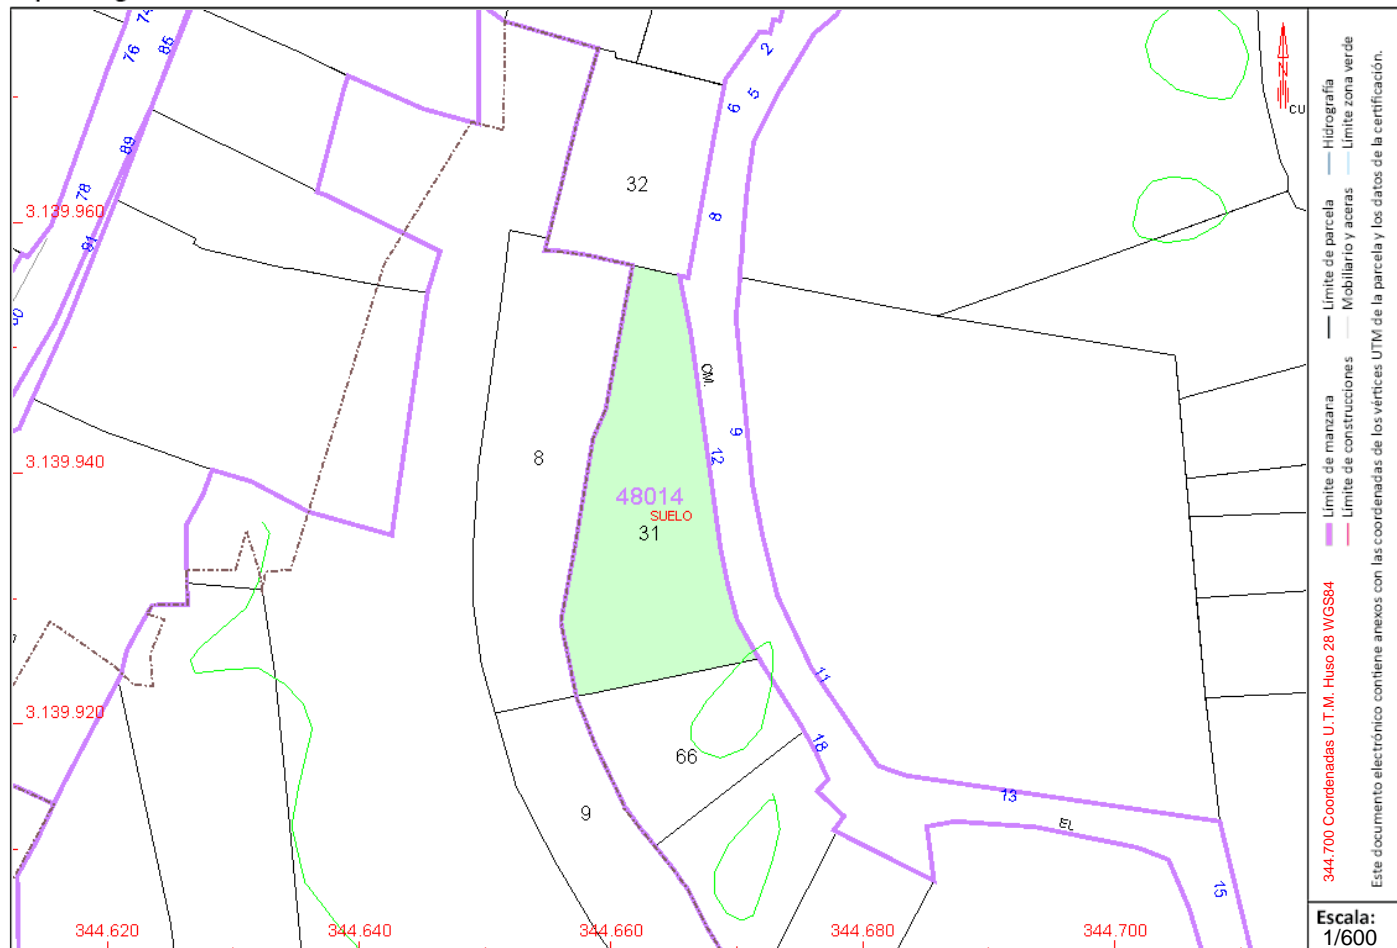 74
76
85
2
6
5
CU
89
32
78
3.139.960
8
91
CM.
6
12
3.139.940
8
48014
SUELO
31
11
3.139.920
18
66
13
9
EL
15
344.620
344.640
344.660
344.680
344.700
N
Hidrografía
Límite zona verde
Límite de parcela
Mobiliario y aceras
Límite de manzana
Límite de construcciones
344.700 Coordenadas U.T.M. Huso 28 WGS84
Este documento electrónico contiene anexos con las coordenadas de los vértices UTM de la parcela y los datos de la certificación.
Escala:
1/600